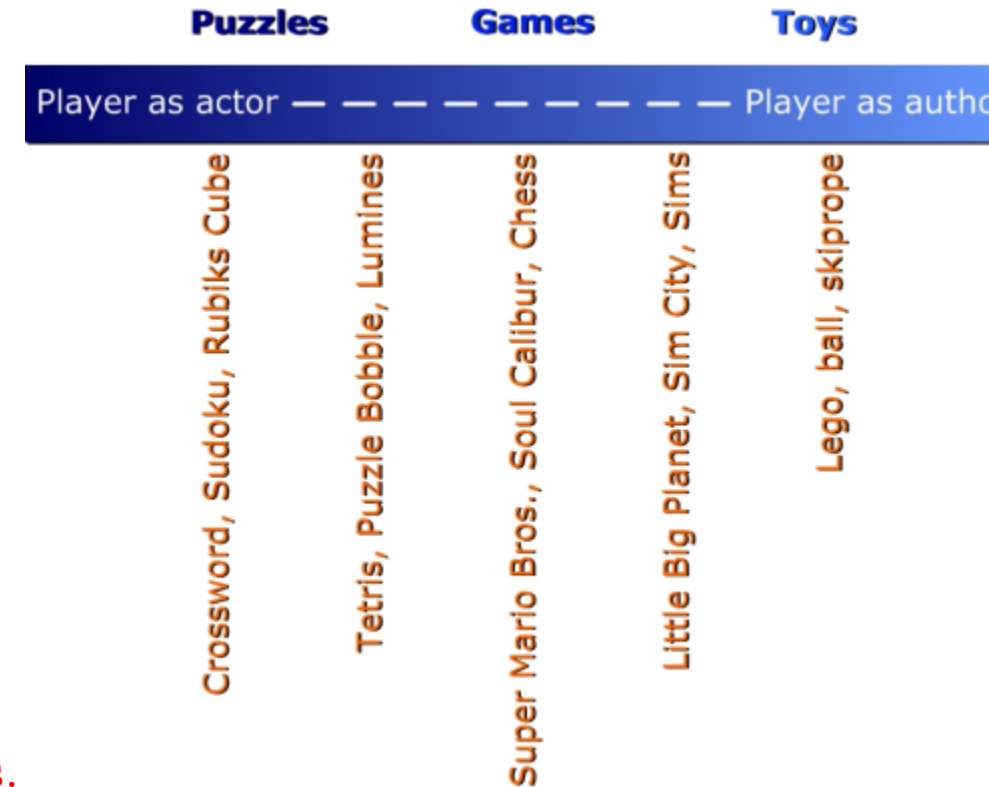 Puzzles Games Toys
Player as actor — — — — — — — — — Player as autho
Crossword, Sudoku, Rubiks Cube
Tetris, Puzzle Bobble, Lumines
Super Mario Bros., Soul Calibur, Chess
Little Big Planet, Sim City, Sims
Lego, ball, skiprope